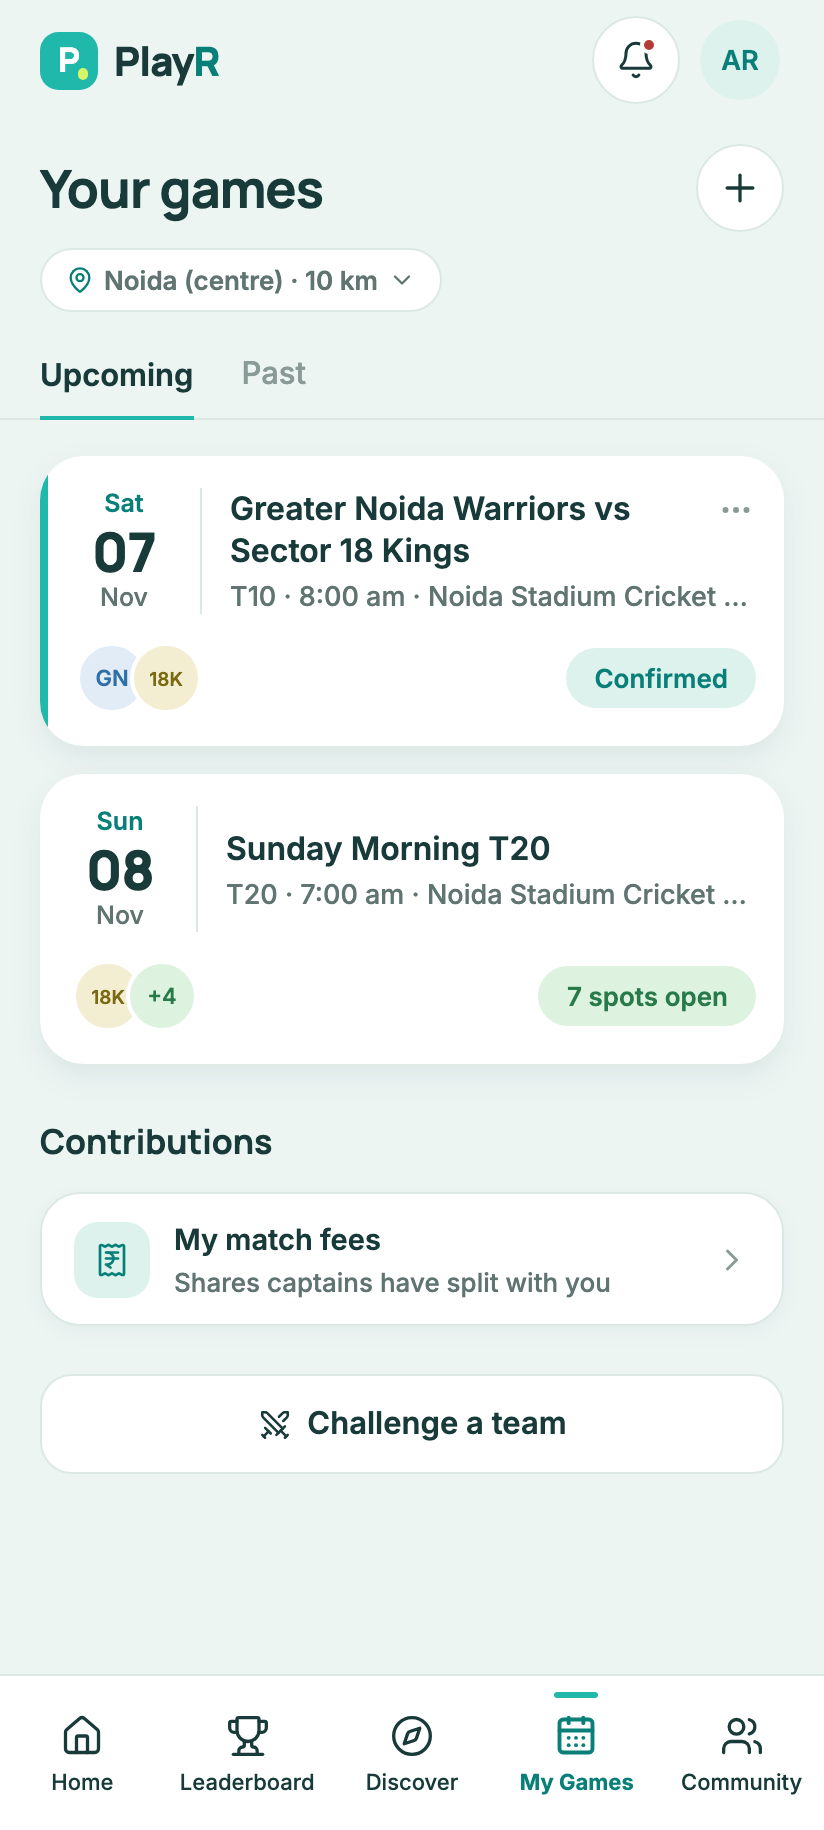 P.
PlayR
AR
Your games
Noida (centre) · 10 km
Upcoming
Past
Sat
07
Nov
Greater Noida Warriors vs
Sector 18 Kings
T10 · 8:00 am · Noida Stadium Cricket ...
GN
18K
Confirmed
Sun
08
Nov
Sunday Morning T20
T20 · 7:00 am · Noida Stadium Cricket ...
18K
+4
7 spots open
Contributions
My match fees
Shares captains have split with you
Challenge a team
Home
Leaderboard
Discover
My Games
Community